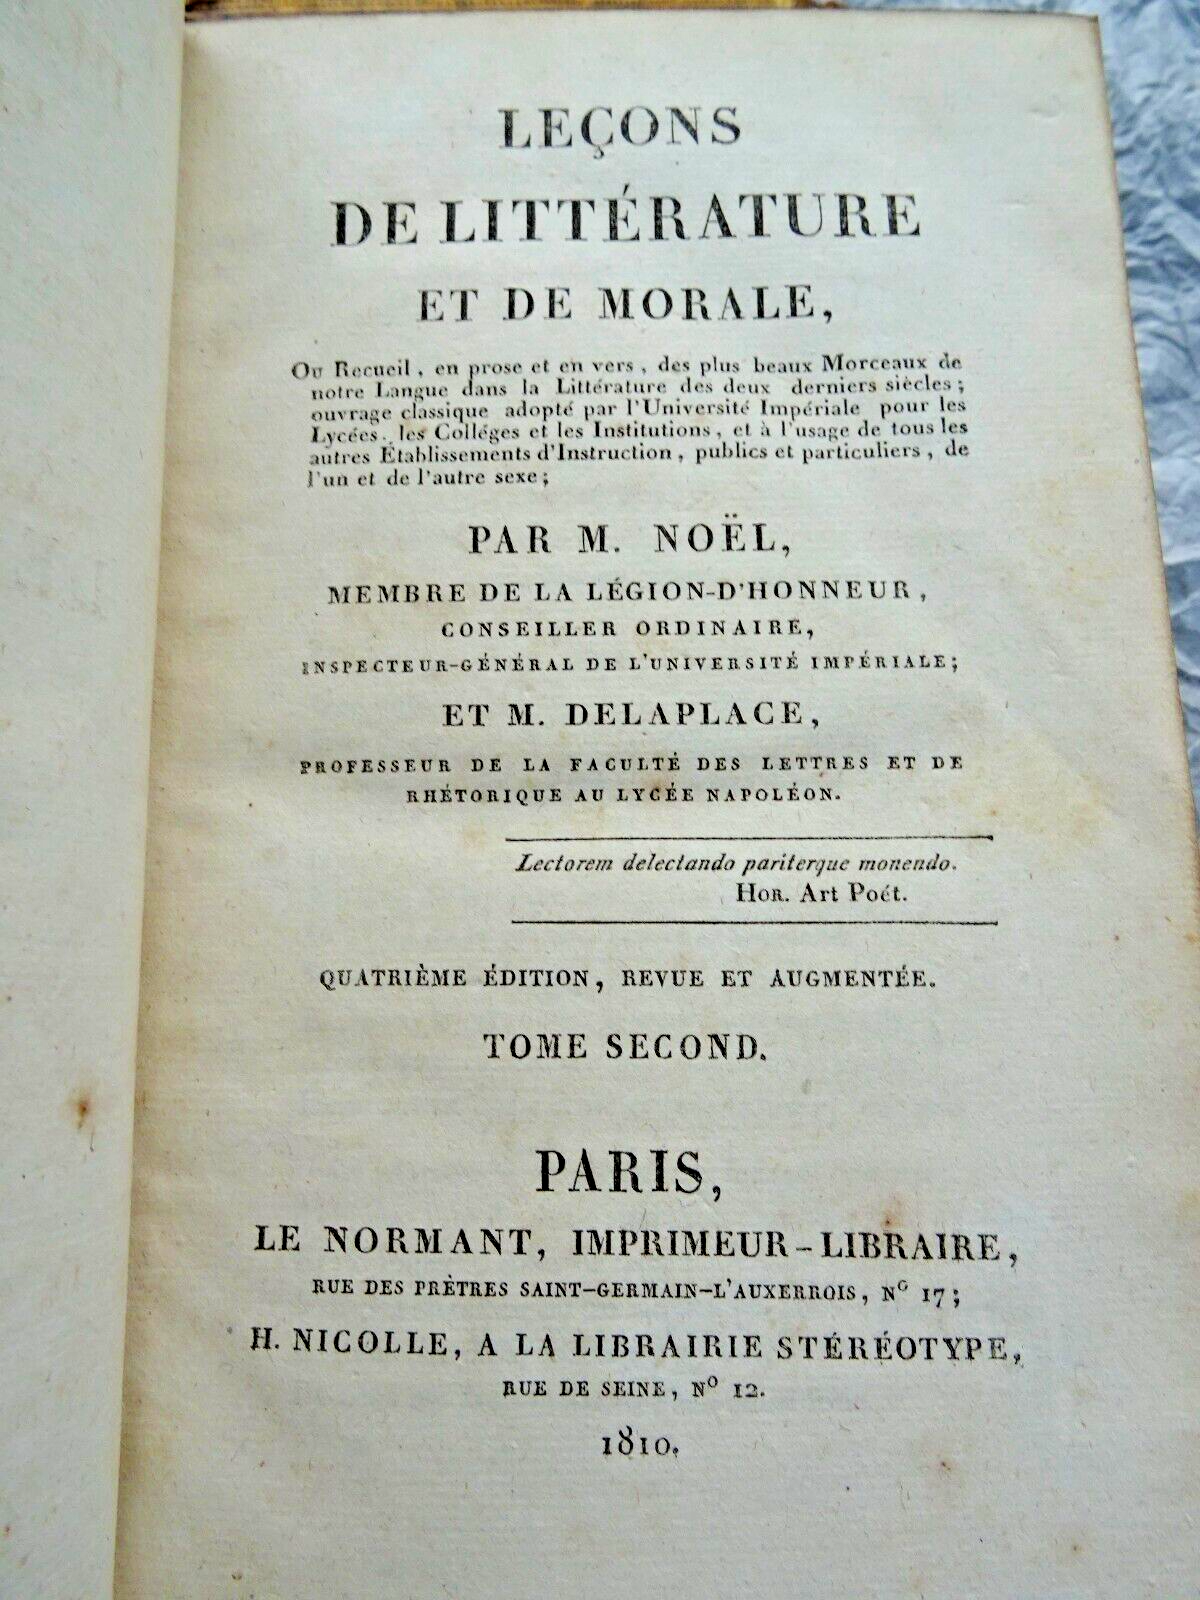 LEÇONS
DE LITTÉRATURE
ET DE MORALE,
OU Recueil, en prose et en vers, des plus beaux Morceaux de
notre Langue dans la Littérature des deux derniers siècles;
ouvrage classique adopté par l'Université Impériale pour les
Lycées, les Colléges et les Institutions, et à l'usage de tous les
autres Établissements d'Instruction, publics et particuliers, de
l'un et de l'autre sexe;
PAR M. NOËL,
MEMBRE DE LA LÉGION-D'HONNEUR,
CONSEILLER ORDINAIRE,
INSPECTEUR-GÉNÉRAL DE L'UNIVERSITÉ IMPÉRIALE;
ET M. DELAPLACE,
PROFESSEUR DE LA FACULTÉ DES LETTRES ET DE
RHÉTORIQUE AU LYCÉE NAPOLÉON.
Lectorem delectando pariterque monendo.
HOR. Art Poét.
QUATRIÈME ÉDITION, REVUE ET AUGMENTÉE.
TOME SECOND.
PARIS,
LE NORMANT, IMPRIMEUR-LIBRAIRE,
RUE DES PRÈTRES SAINT-GERMAIN-L'AUXERROIS, Nº 17;
H. NICOLLE, A LA LIBRAIRIE STÉRÉOTYPE,
RUE DE SEINE, Nº 12.
1810.